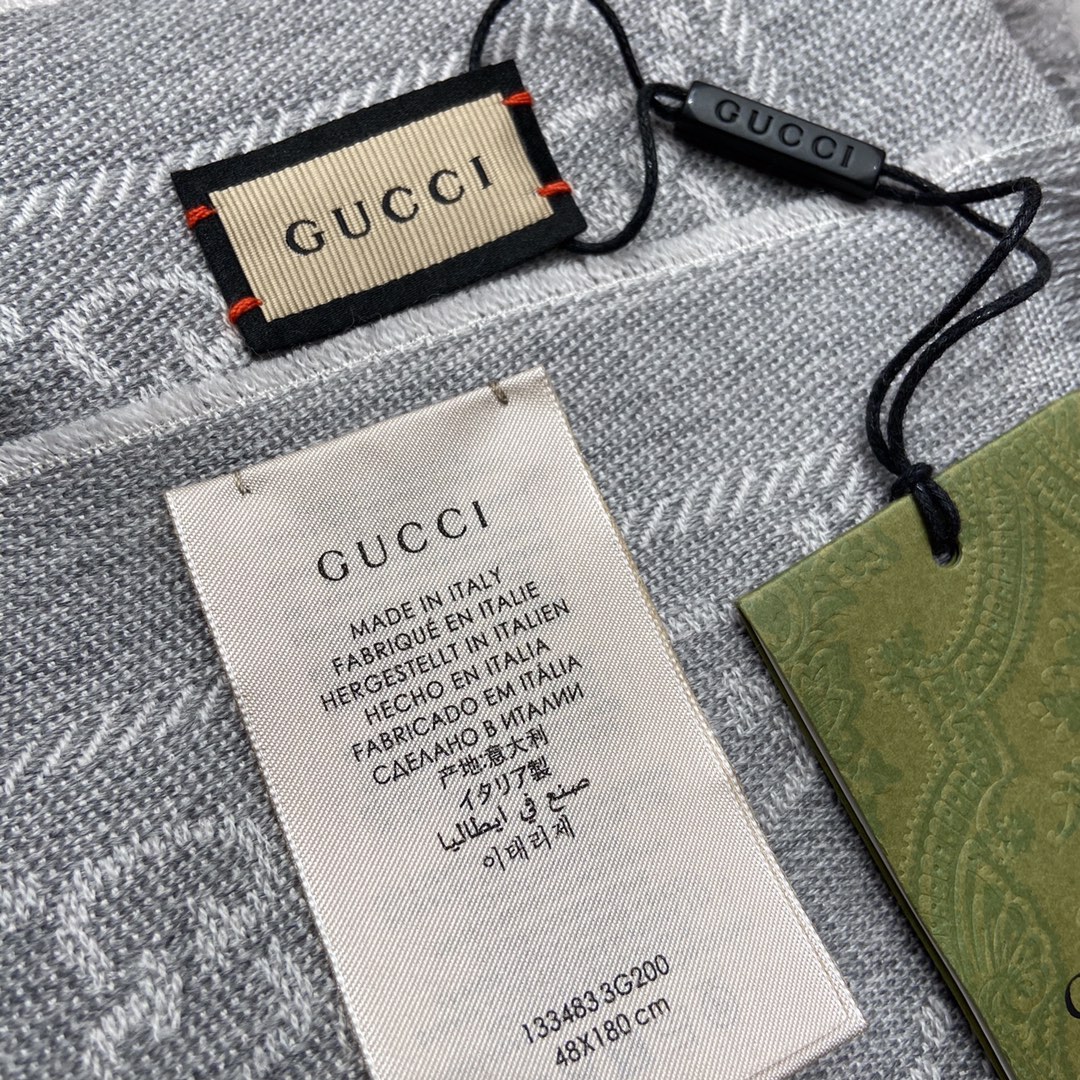 GUCCI
GUCCI
GUCCI
MADE IN ITALY
FABRIQUÉ EN ITALIE
HERGESTELLT IN ITALIEN
HECHO EN ITALIA
FABRICADO EM ITÁLIA
СДЕЛАНО В ИТАЛИИ
产地:意大利
イタリア製
صنع في ايطاليا
이태리제
133483 3G200
48X180 cm